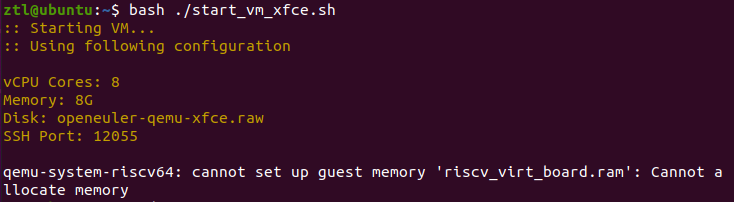 ztl@ubuntu:~$ bash ./start_vm_xfce.sh
:: Starting VM...
:: Using following configuration
vCPU Cores: 8
Memory: 8G
Disk: openeuler-qemu-xfce.raw
SSH Port: 12055
qemu-system-riscv64: cannot set up guest memory 'riscv_virt_board.ram': Cannot a
llocate memory